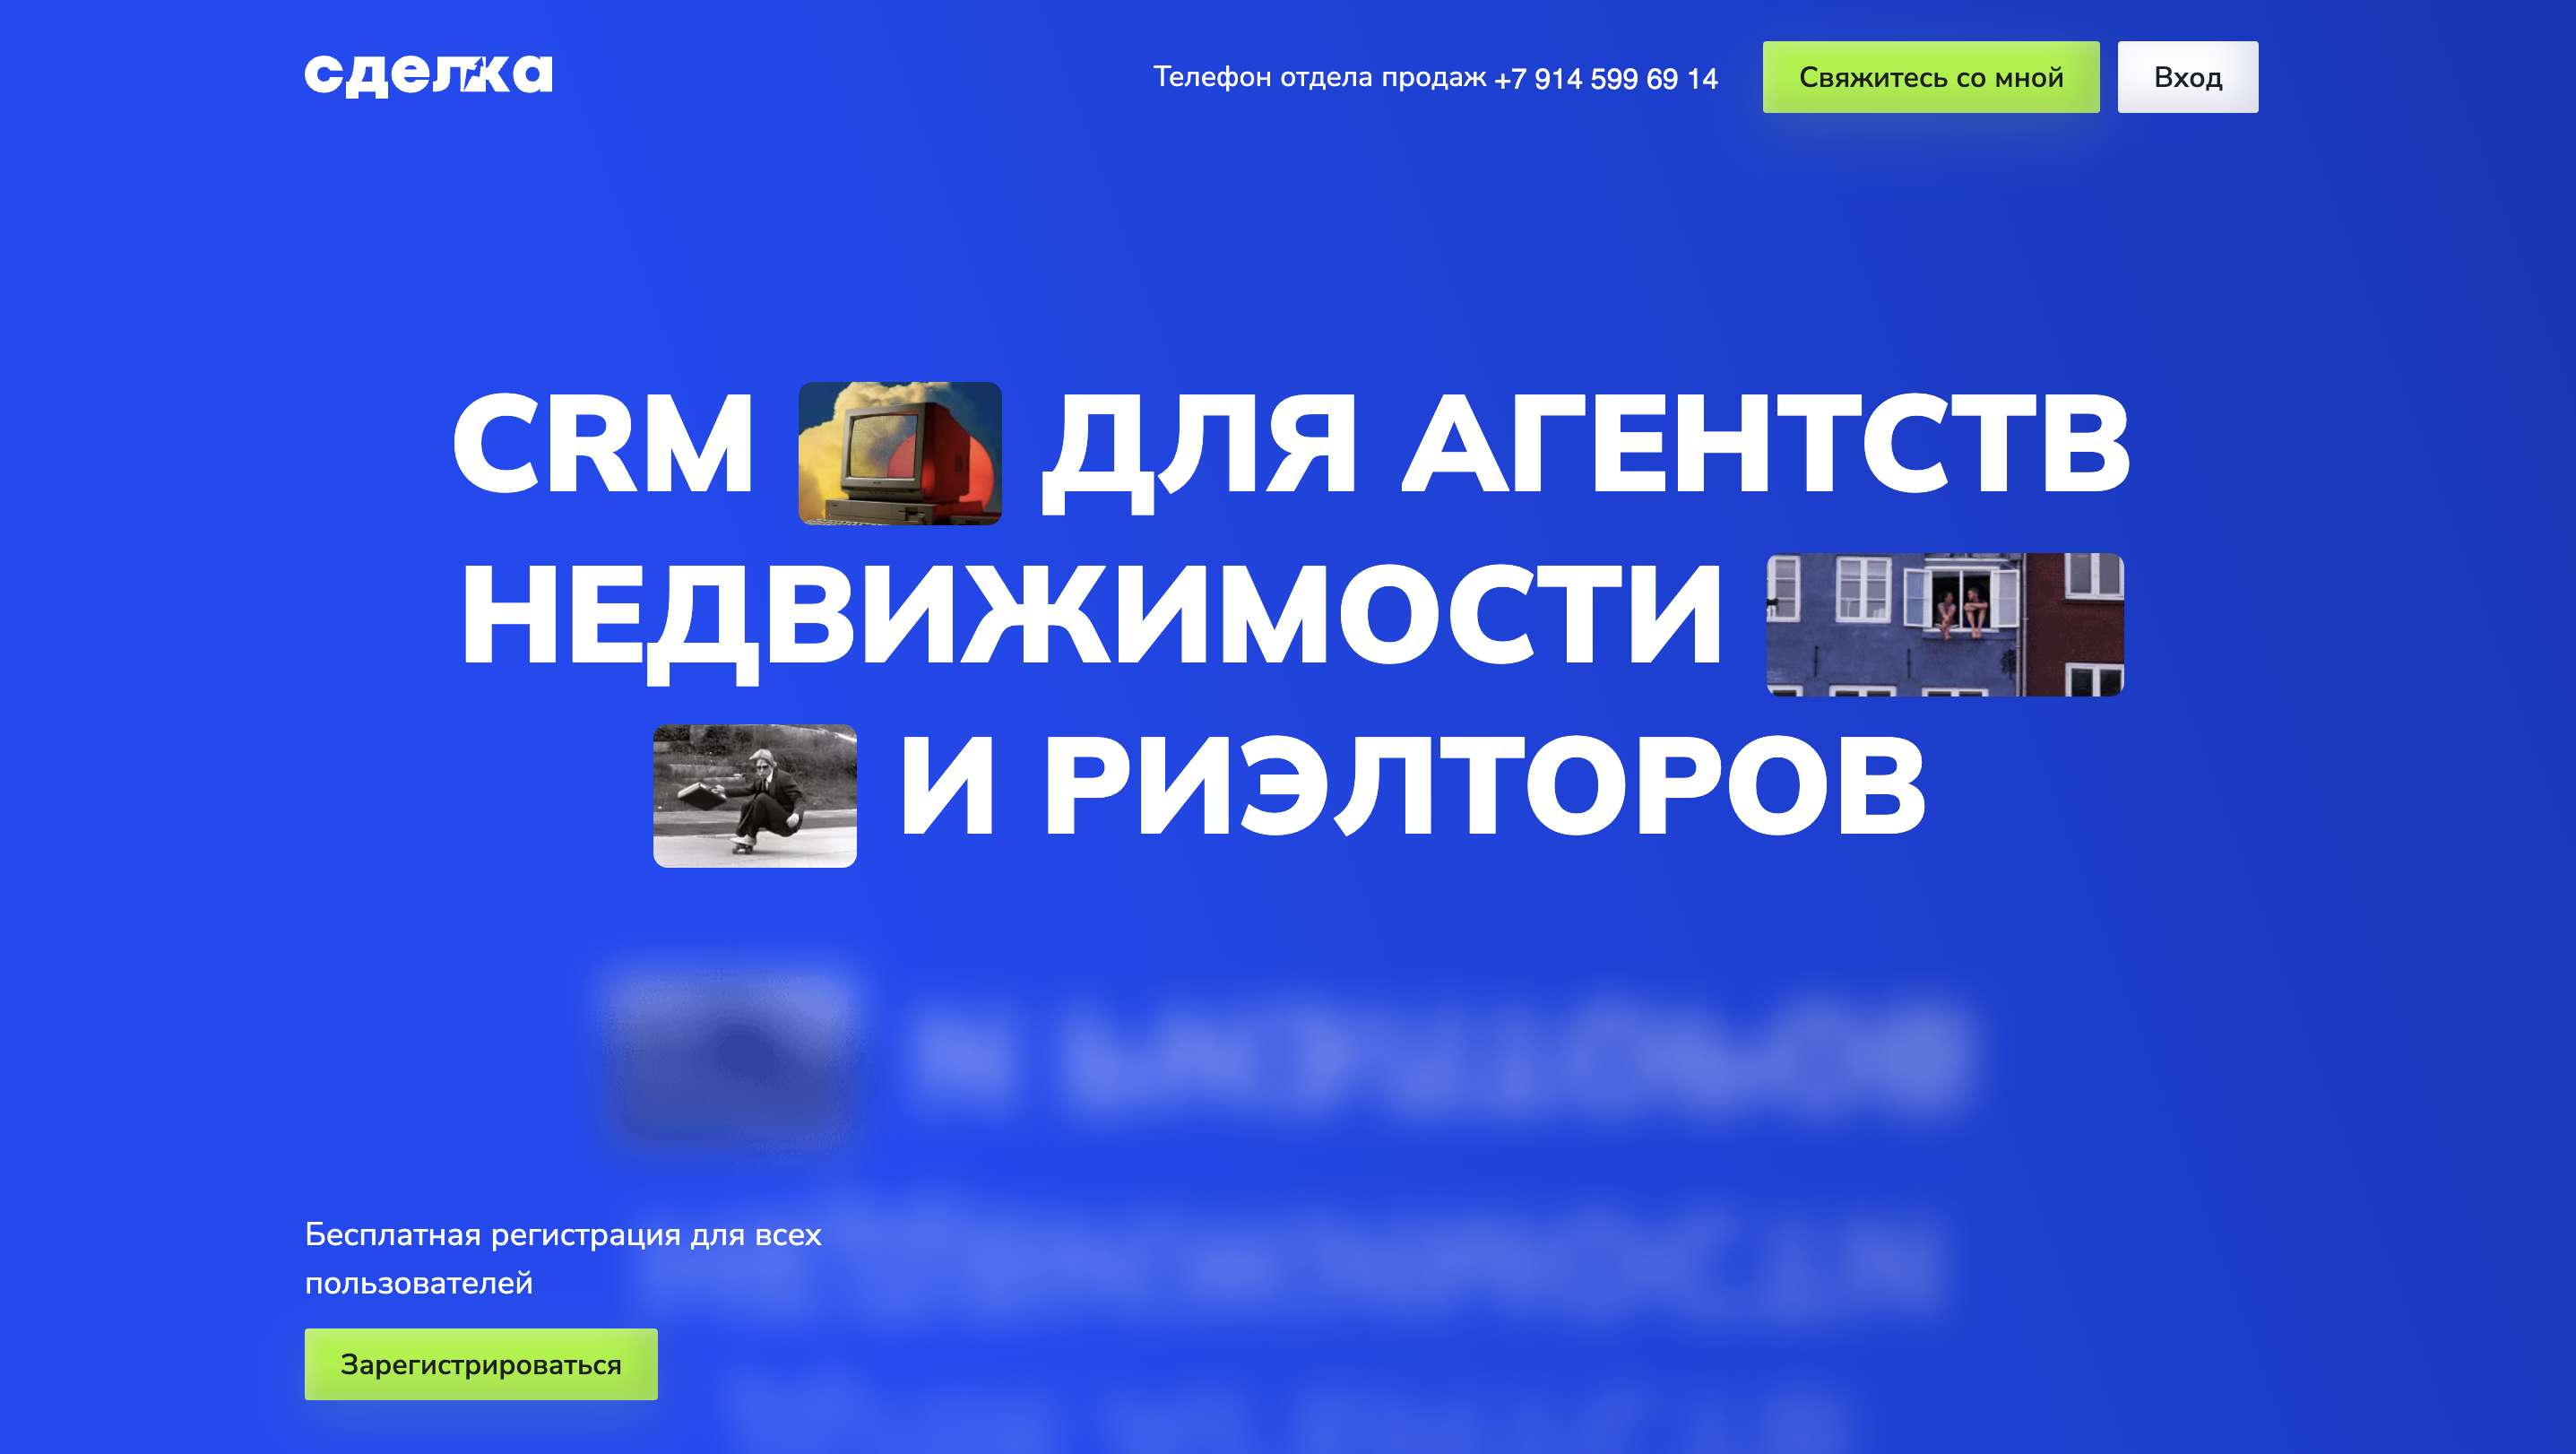 сделка
Телефон отдела продаж +7 914 599 69 14
Свяжитесь со мной
Вход
CRM ДЛЯ АГЕНТСТВ
НЕДВИЖИМОСТИ
И РИЭЛТОРОВ
Бесплатная регистрация для всех
пользователей
Зарегистрироваться